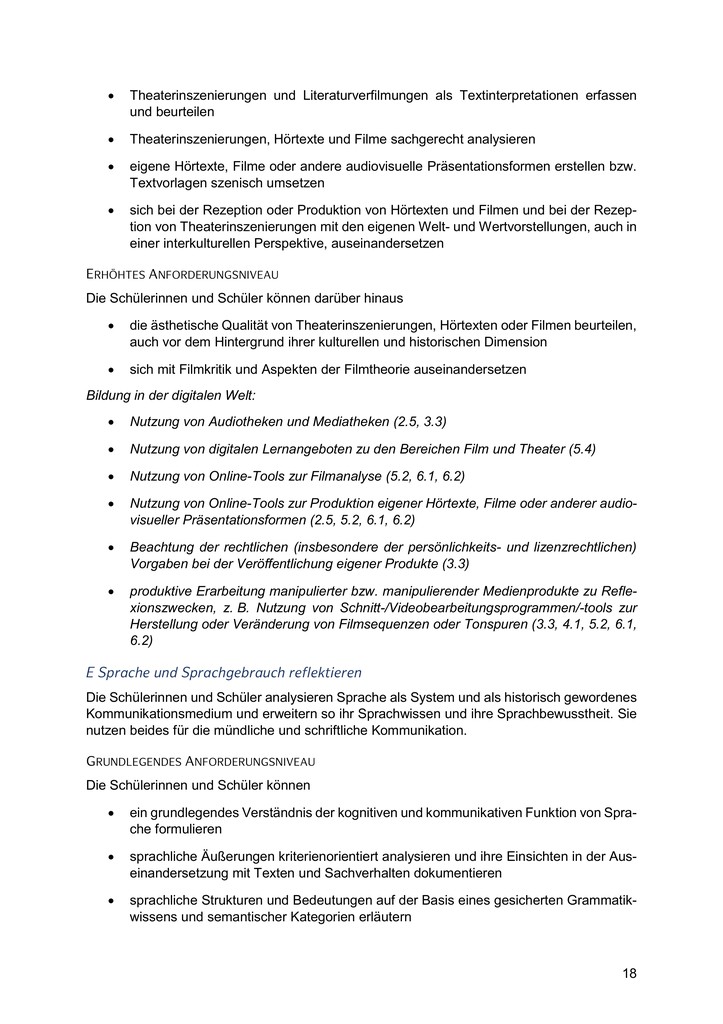 • Theaterinszenierungen und Literaturverfilmungen als Textinterpretationen erfassen
und beurteilen
• Theaterinszenierungen, Hörtexte und Filme sachgerecht analysieren
• eigene Hörtexte, Filme oder andere audiovisuelle Präsentationsformen erstellen bzw.
Textvorlagen szenisch umsetzen
• sich bei der Rezeption oder Produktion von Hörtexten und Filmen und bei der Rezep-
tion von Theaterinszenierungen mit den eigenen Welt- und Wertvorstellungen, auch in
einer interkulturellen Perspektive, auseinandersetzen
ERHÖHTES ANFORDERUNGSNIVEAU
Die Schülerinnen und Schüler können darüber hinaus
• die ästhetische Qualität von Theaterinszenierungen, Hörtexten oder Filmen beurteilen,
auch vor dem Hintergrund ihrer kulturellen und historischen Dimension
• sich mit Filmkritik und Aspekten der Filmtheorie auseinandersetzen
Bildung in der digitalen Welt:
• Nutzung von Audiotheken und Mediatheken (2.5, 3.3)
• Nutzung von digitalen Lernangeboten zu den Bereichen Film und Theater (5.4)
• Nutzung von Online-Tools zur Filmanalyse (5.2, 6.1, 6.2)
• Nutzung von Online-Tools zur Produktion eigener Hörtexte, Filme oder anderer audio-
visueller Präsentationsformen (2.5, 5.2, 6.1, 6.2)
• Beachtung der rechtlichen (insbesondere der persönlichkeits- und lizenzrechtlichen)
Vorgaben bei der Veröffentlichung eigener Produkte (3.3)
• produktive Erarbeitung manipulierter bzw. manipulierender Medienprodukte zu Refle-
xionszwecken, z. B. Nutzung von Schnitt-/Videobearbeitungsprogrammen/-tools zur
Herstellung oder Veränderung von Filmsequenzen oder Tonspuren (3.3, 4.1, 5.2, 6.1,
6.2)
E Sprache und Sprachgebrauch reflektieren
Die Schülerinnen und Schüler analysieren Sprache als System und als historisch gewordenes
Kommunikationsmedium und erweitern so ihr Sprachwissen und ihre Sprachbewusstheit. Sie
nutzen beides für die mündliche und schriftliche Kommunikation.
GRUNDLEGENDES ANFORDERUNGSNIVEAU
Die Schülerinnen und Schüler können
• ein grundlegendes Verständnis der kognitiven und kommunikativen Funktion von Spra-
che formulieren
• sprachliche Äußerungen kriterienorientiert analysieren und ihre Einsichten in der Aus-
einandersetzung mit Texten und Sachverhalten dokumentieren
• sprachliche Strukturen und Bedeutungen auf der Basis eines gesicherten Grammatik-
wissens und semantischer Kategorien erläutern
18